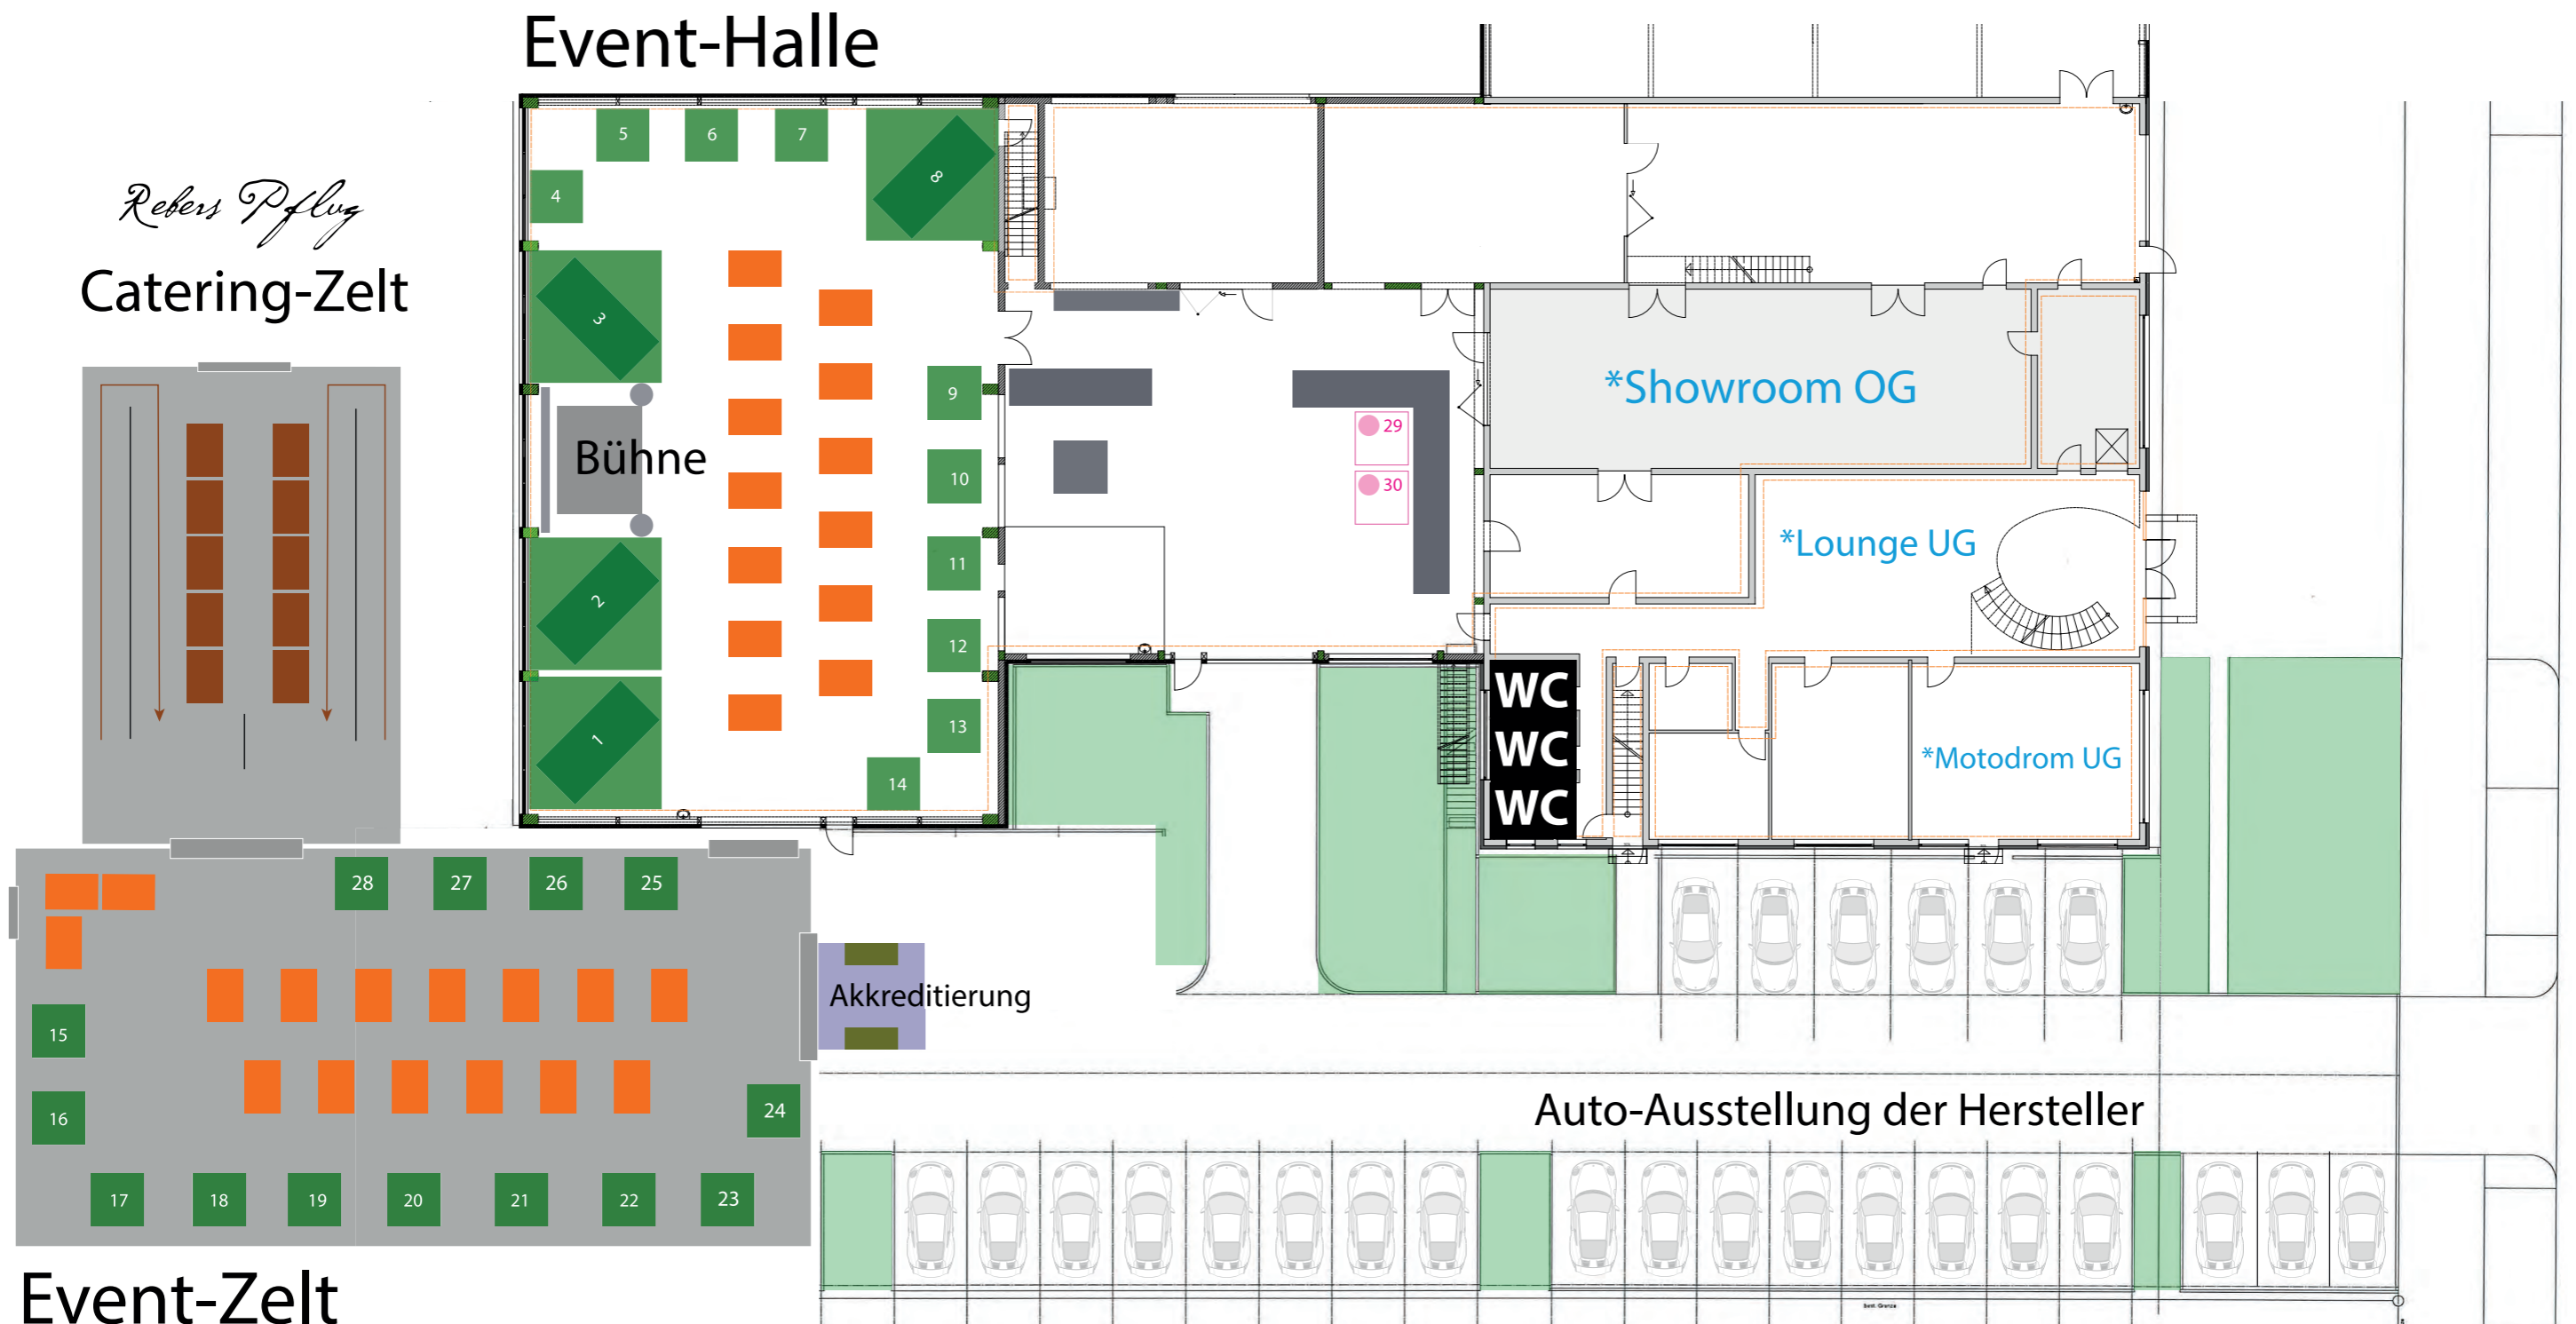 Event-Halle
Rebers Pflug
Catering-Zelt
5
6
7
8
4
3
Bühne
2
1
9
10
11
12
13
14
29
30
*Showroom OG
*Lounge UG
*Motodrom UG
WC
WC
WC
28
27
26
25
15
16
17
18
19
20
21
22
23
24
Akkreditierung
Auto-Ausstellung der Hersteller
Event-Zelt
best. Grenze